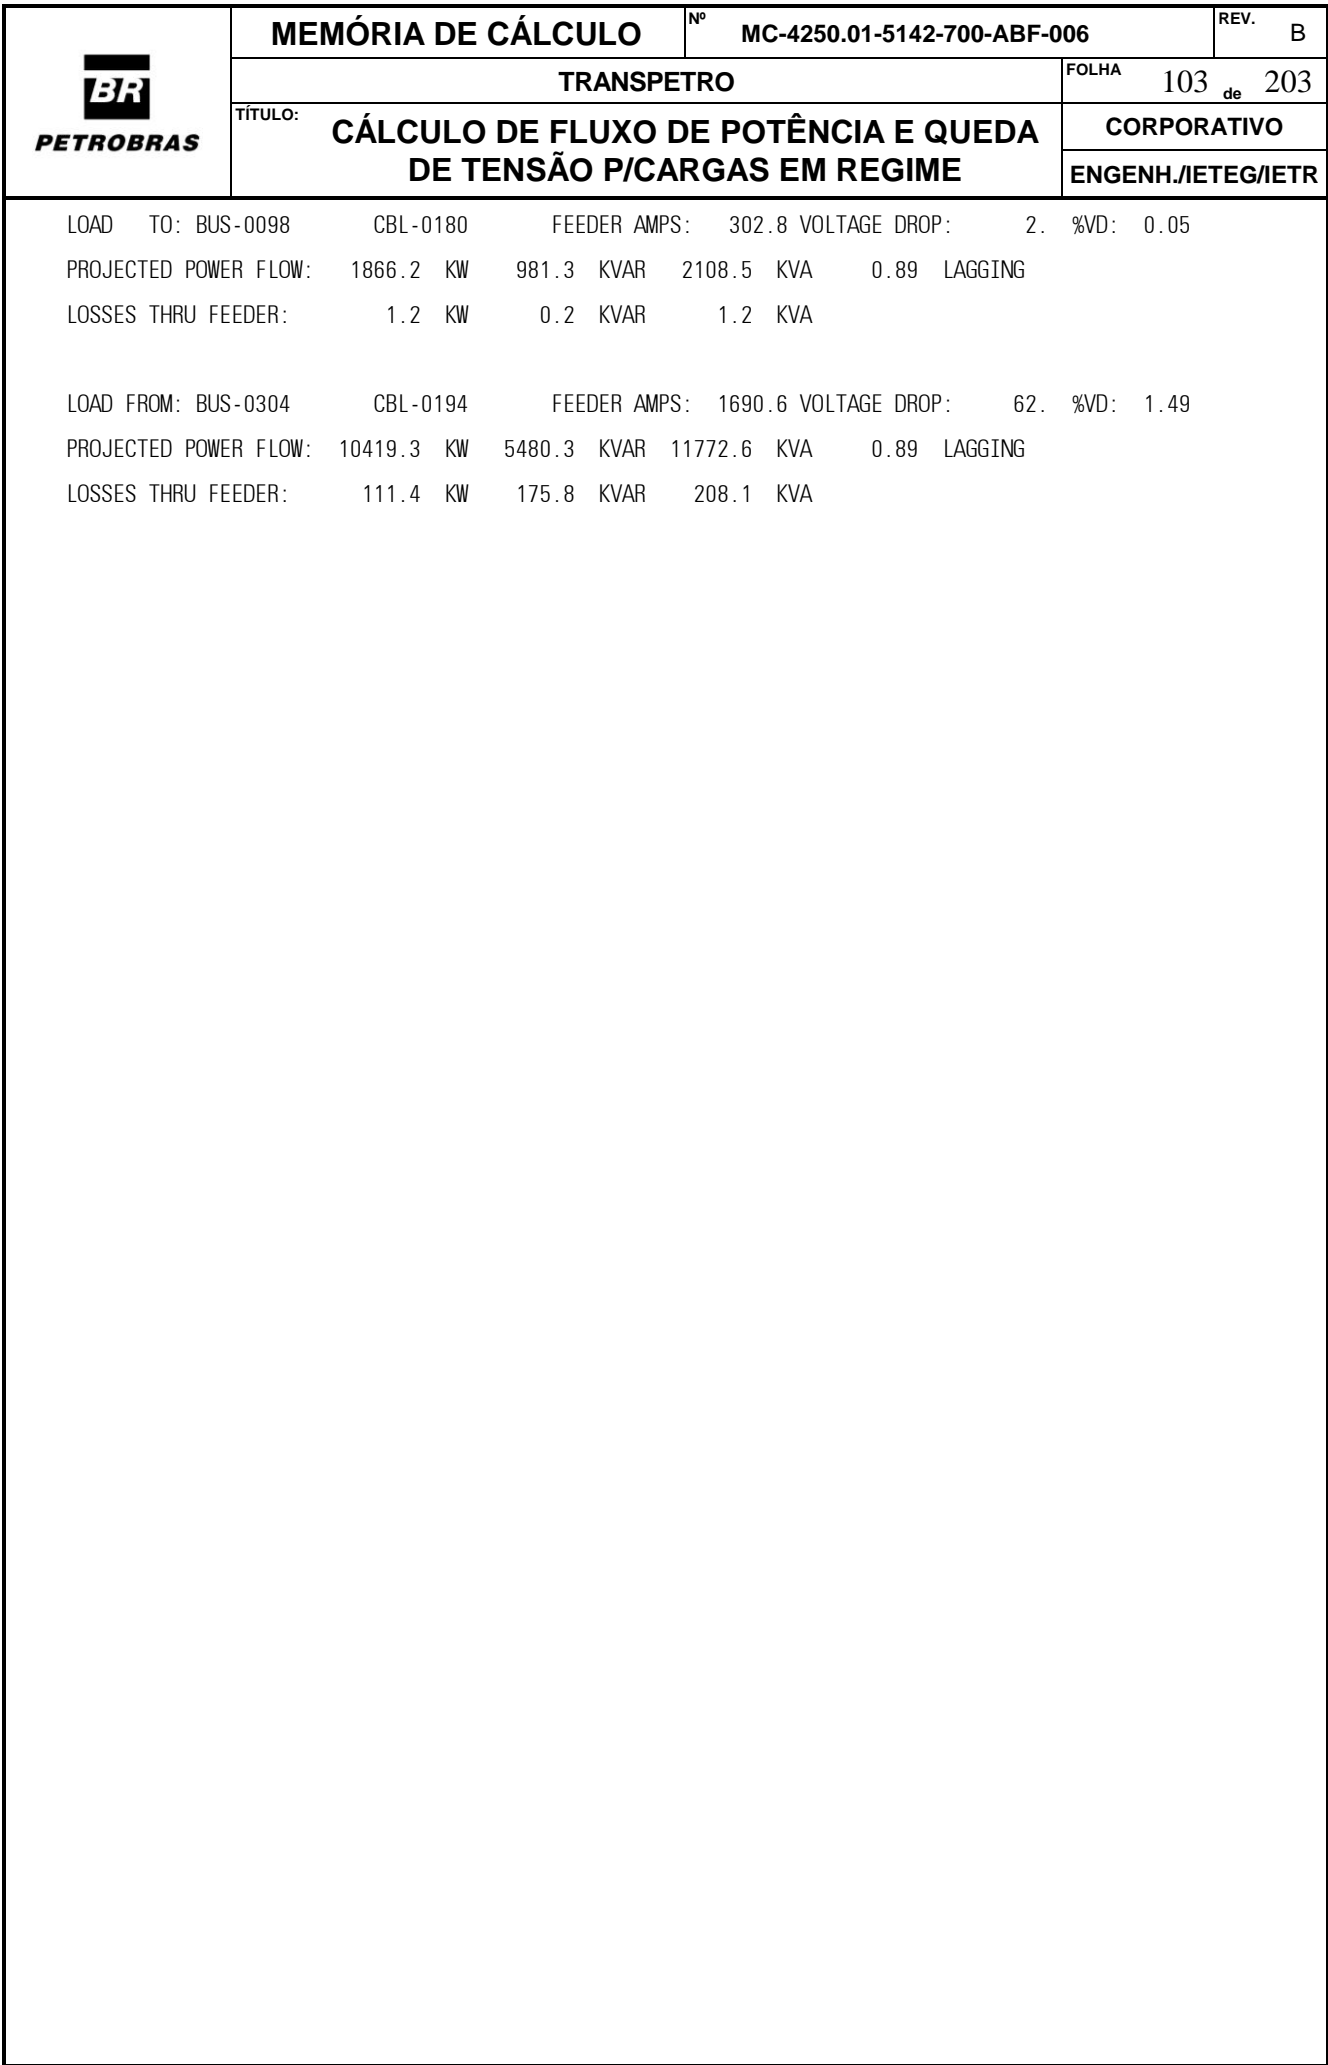 BR
PETROBRAS
MEMÓRIA DE CÁLCULO
Nº MC-4250.01-5142-700-ABF-006
REV. B
TRANSPETRO
FOLHA 103 de 203
TÍTULO: CÁLCULO DE FLUXO DE POTÊNCIA E QUEDA
DE TENSÃO P/CARGAS EM REGIME
CORPORATIVO
ENGENH./IETEG/IETR
LOAD TO: BUS-0098 CBL-0180 FEEDER AMPS: 302.8 VOLTAGE DROP: 2. %VD: 0.05
PROJECTED POWER FLOW: 1866.2 KW 981.3 KVAR 2108.5 KVA 0.89 LAGGING
LOSSES THRU FEEDER: 1.2 KW 0.2 KVAR 1.2 KVA
LOAD FROM: BUS-0304 CBL-0194 FEEDER AMPS: 1690.6 VOLTAGE DROP: 62. %VD: 1.49
PROJECTED POWER FLOW: 10419.3 KW 5480.3 KVAR 11772.6 KVA 0.89 LAGGING
LOSSES THRU FEEDER: 111.4 KW 175.8 KVAR 208.1 KVA